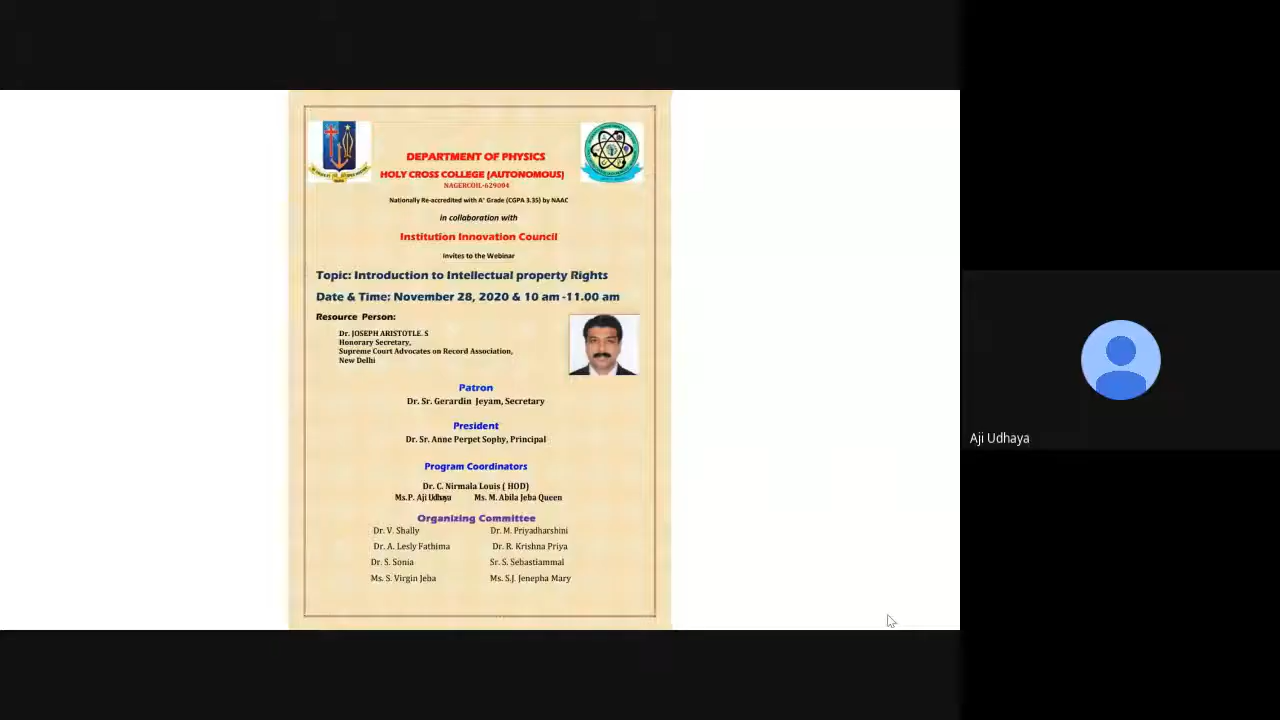 DEPARTMENT OF PHYSICS
HOLY CROSS COLLEGE (AUTONOMOUS)
NAGERCOIL-629004
Nationally Re-accredited with A+ Grade (CGPA 3.35) by NAAC
in collaboration with
Institution Innovation Council
Invites to the Webinar
Topic: Introduction to Intellectual property Rights
Date & Time: November 28, 2020 & 10 am -11.00 am
Resource Person:
Dr. JOSEPH ARISTOTLE. S
Honorary Secretary,
Supreme Court Advocates on Record Association,
New Delhi
Patron
Dr. Sr. Gerardin Jeyam, Secretary
President
Dr. Sr. Anne Perpet Sophy, Principal
Program Coordinators
Dr. C. Nirmala Louis ( HOD)
Ms.P. Aji Udhaya Ms. M. Abila Jeba Queen
Organizing Committee
Dr. V. Shally Dr. M. Priyadharshini
Dr. A. Lesly Fathima Dr. R. Krishna Priya
Dr. S. Sonia Sr. S. Sebastiammal
Ms. S. Virgin Jeba Ms. S.J. Jenepha Mary
Aji Udhaya